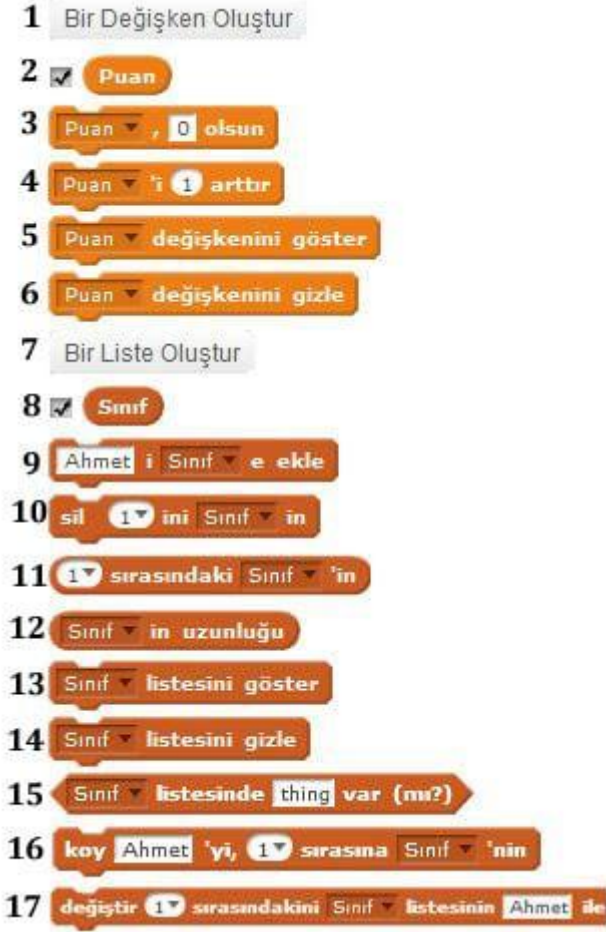 1 Bir Değişken Oluştur
2 Puan
3 Puan , 0 olsun
4 Puan 'i 1 arttır
5 Puan değişkenini göster
6 Puan değişkenini gizle
7 Bir Liste Oluştur
8 Sınıf
9 Ahmet i Sınıf e ekle
10 sil 1 ini Sınıf in
11 1 sırasındaki Sınıf 'in
12 Sınıf in uzunluğu
13 Sınıf listesini göster
14 Sınıf listesini gizle
15 Sınıf listesinde thing var (mı?)
16 koy Ahmet 'yi, 1 sırasına Sınıf 'nin
17 değiştir 1 sırasındakini Sınıf listesinin Ahmet ile